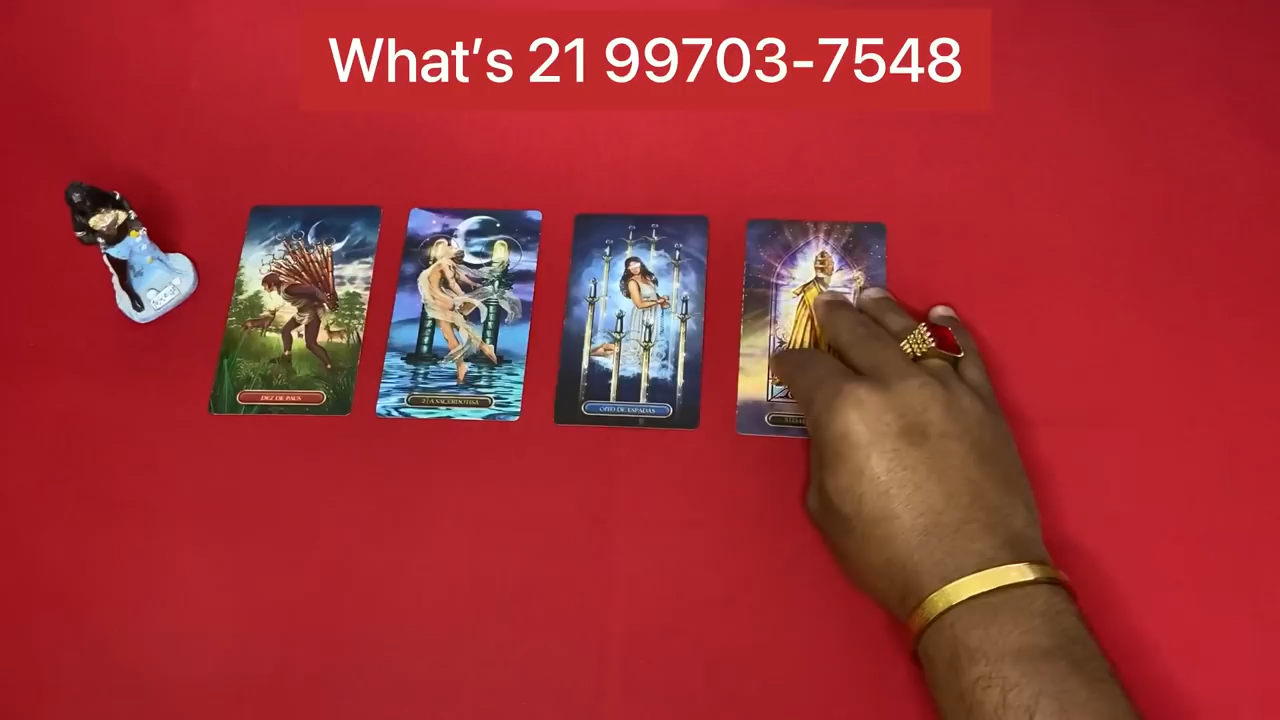 What's 21 99703-7548
DEZ DE PAUS
2 | A SACERDOTISA
OITO DE ESPADAS